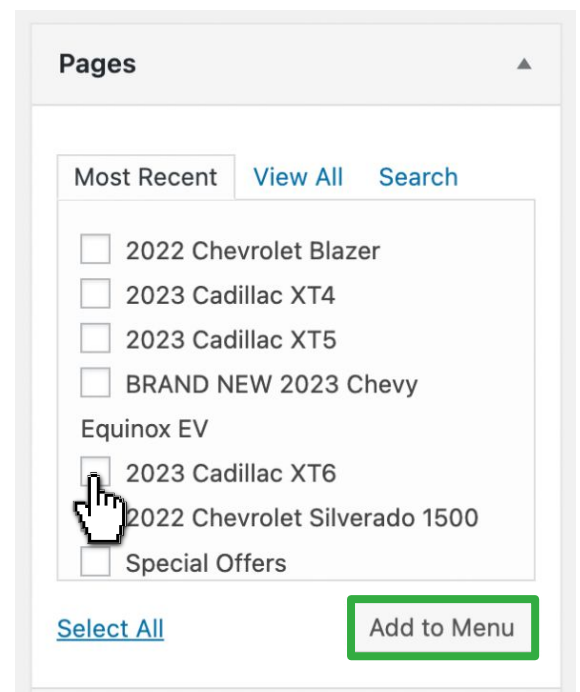 Pages
Most Recent View All Search
2022 Chevrolet Blazer
2023 Cadillac XT4
2023 Cadillac XT5
BRAND NEW 2023 Chevy
Equinox EV
2023 Cadillac XT6
2022 Chevrolet Silverado 1500
Special Offers
Select All Add to Menu